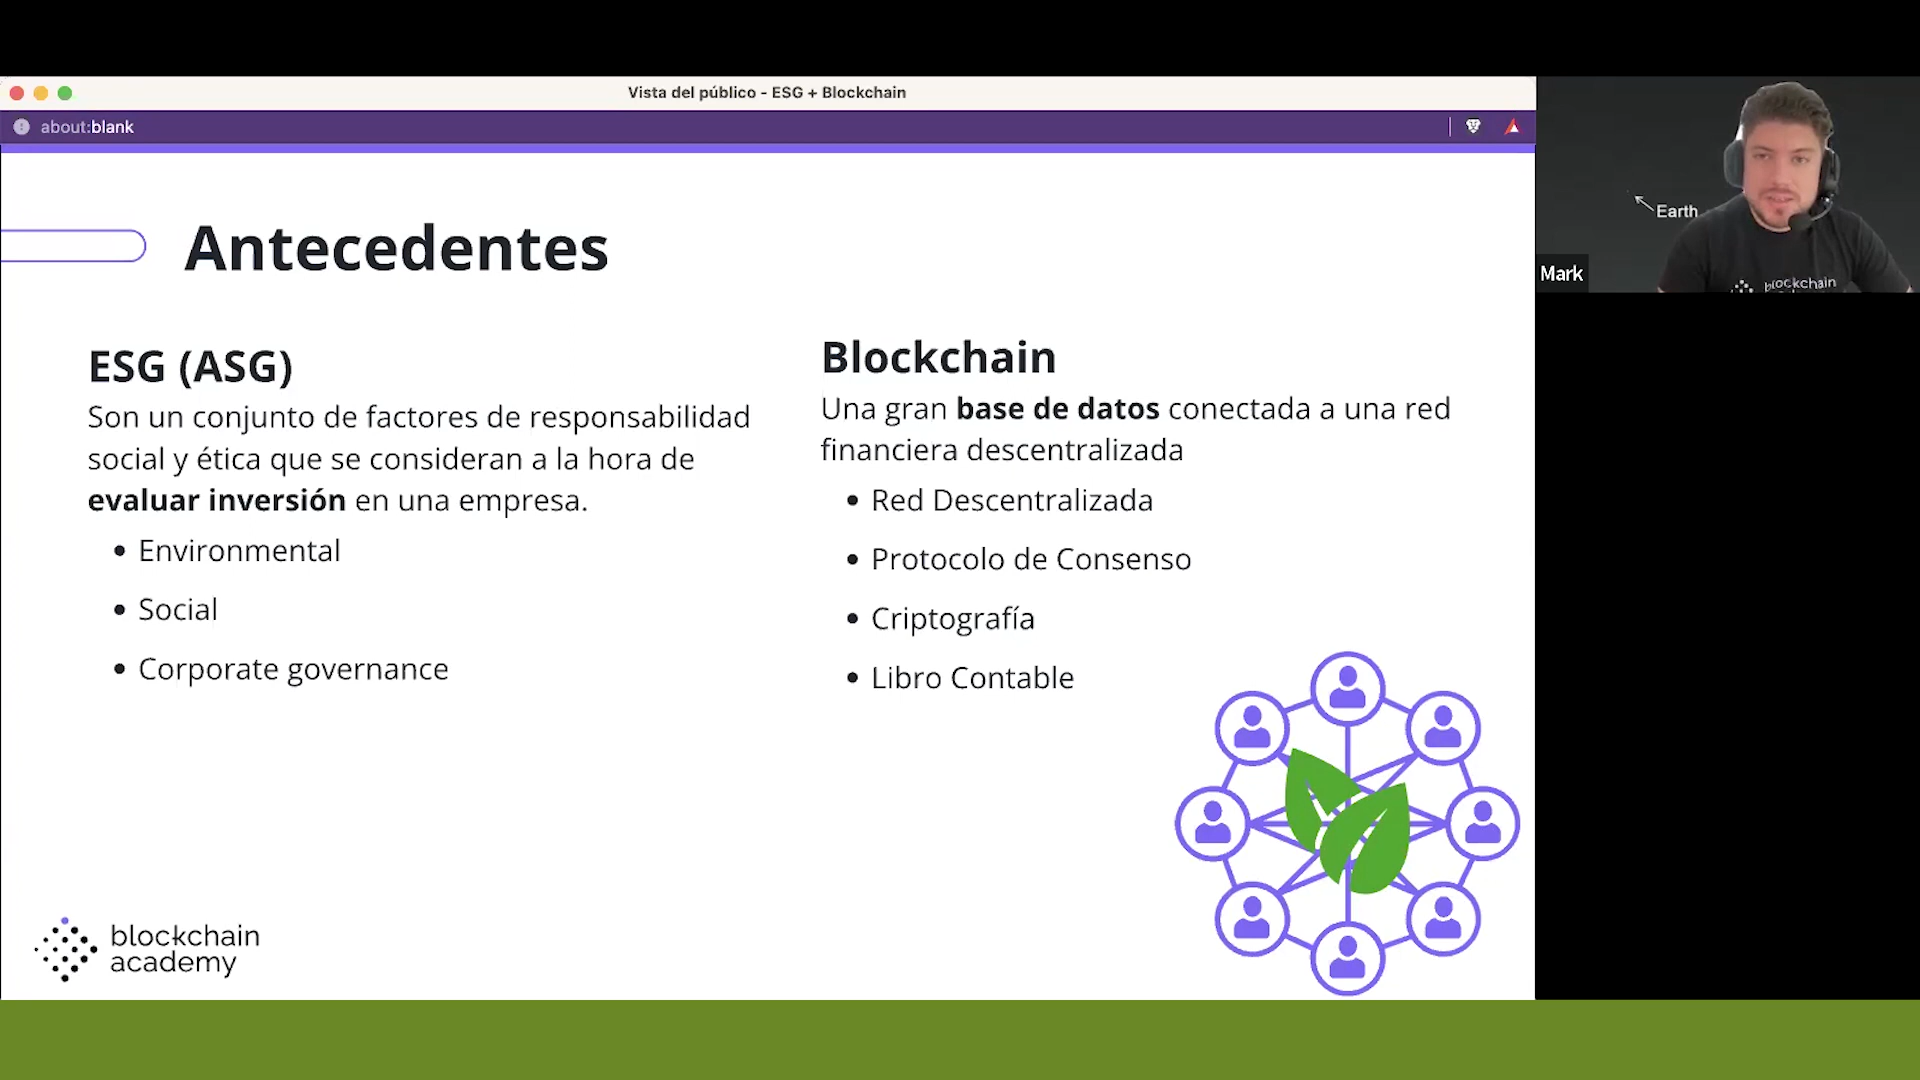 Vista del público - ESG + Blockchain
about:blank
Antecedentes
ESG (ASG)
Son un conjunto de factores de responsabilidad
social y ética que se consideran a la hora de
evaluar inversión en una empresa.
• Environmental
• Social
• Corporate governance
Blockchain
Una gran base de datos conectada a una red
financiera descentralizada
• Red Descentralizada
• Protocolo de Consenso
• Criptografía
• Libro Contable
blockchain
academy
Earth
Mark
blockchain